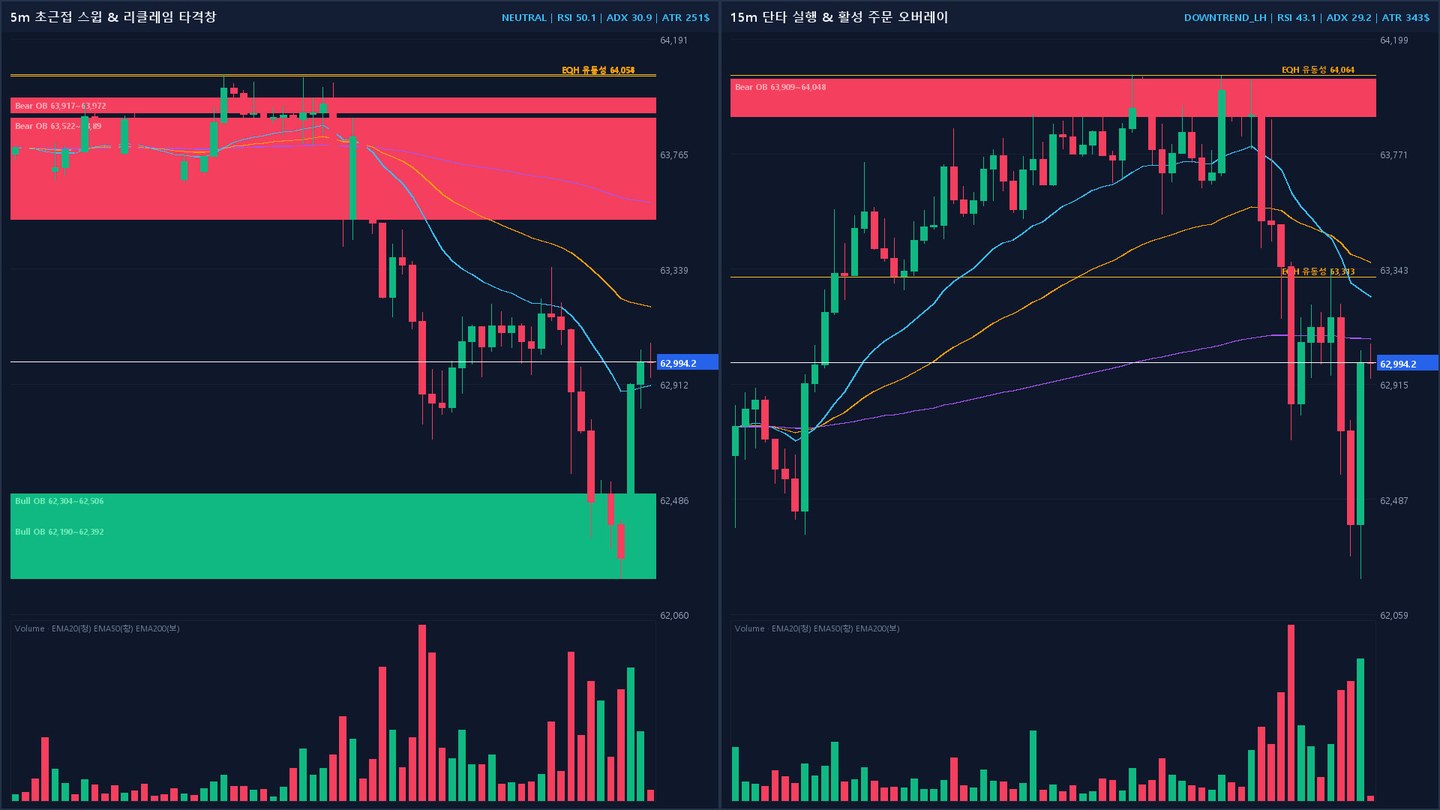 5m 초근접 스윕 & 리클레임 타격창
NEUTRAL | RSI 50.1 | ADX 30.9 | ATR 251$
64,191
EQH 유동성 64,058
Bear OB 63,917~63,972
Bear OB 63,522~
63,765
63,339
62,994.2
62,912
Bull OB 62,304~62,506
62,486
Bull OB 62,190~62,392
62,060
Volume · EMA20(청) EMA50(황) EMA200(보)
15m 단타 실행 & 활성 주문 오버레이
DOWNTREND_LH | RSI 43.1 | ADX 29.2 | ATR 343$
64,199
EQH 유동성 64,064
Bear OB 63,909~64,048
63,771
EQH 유동성 63,313
63,343
62,994.2
62,915
62,487
62,059
Volume · EMA20(청) EMA50(황) EMA200(보)